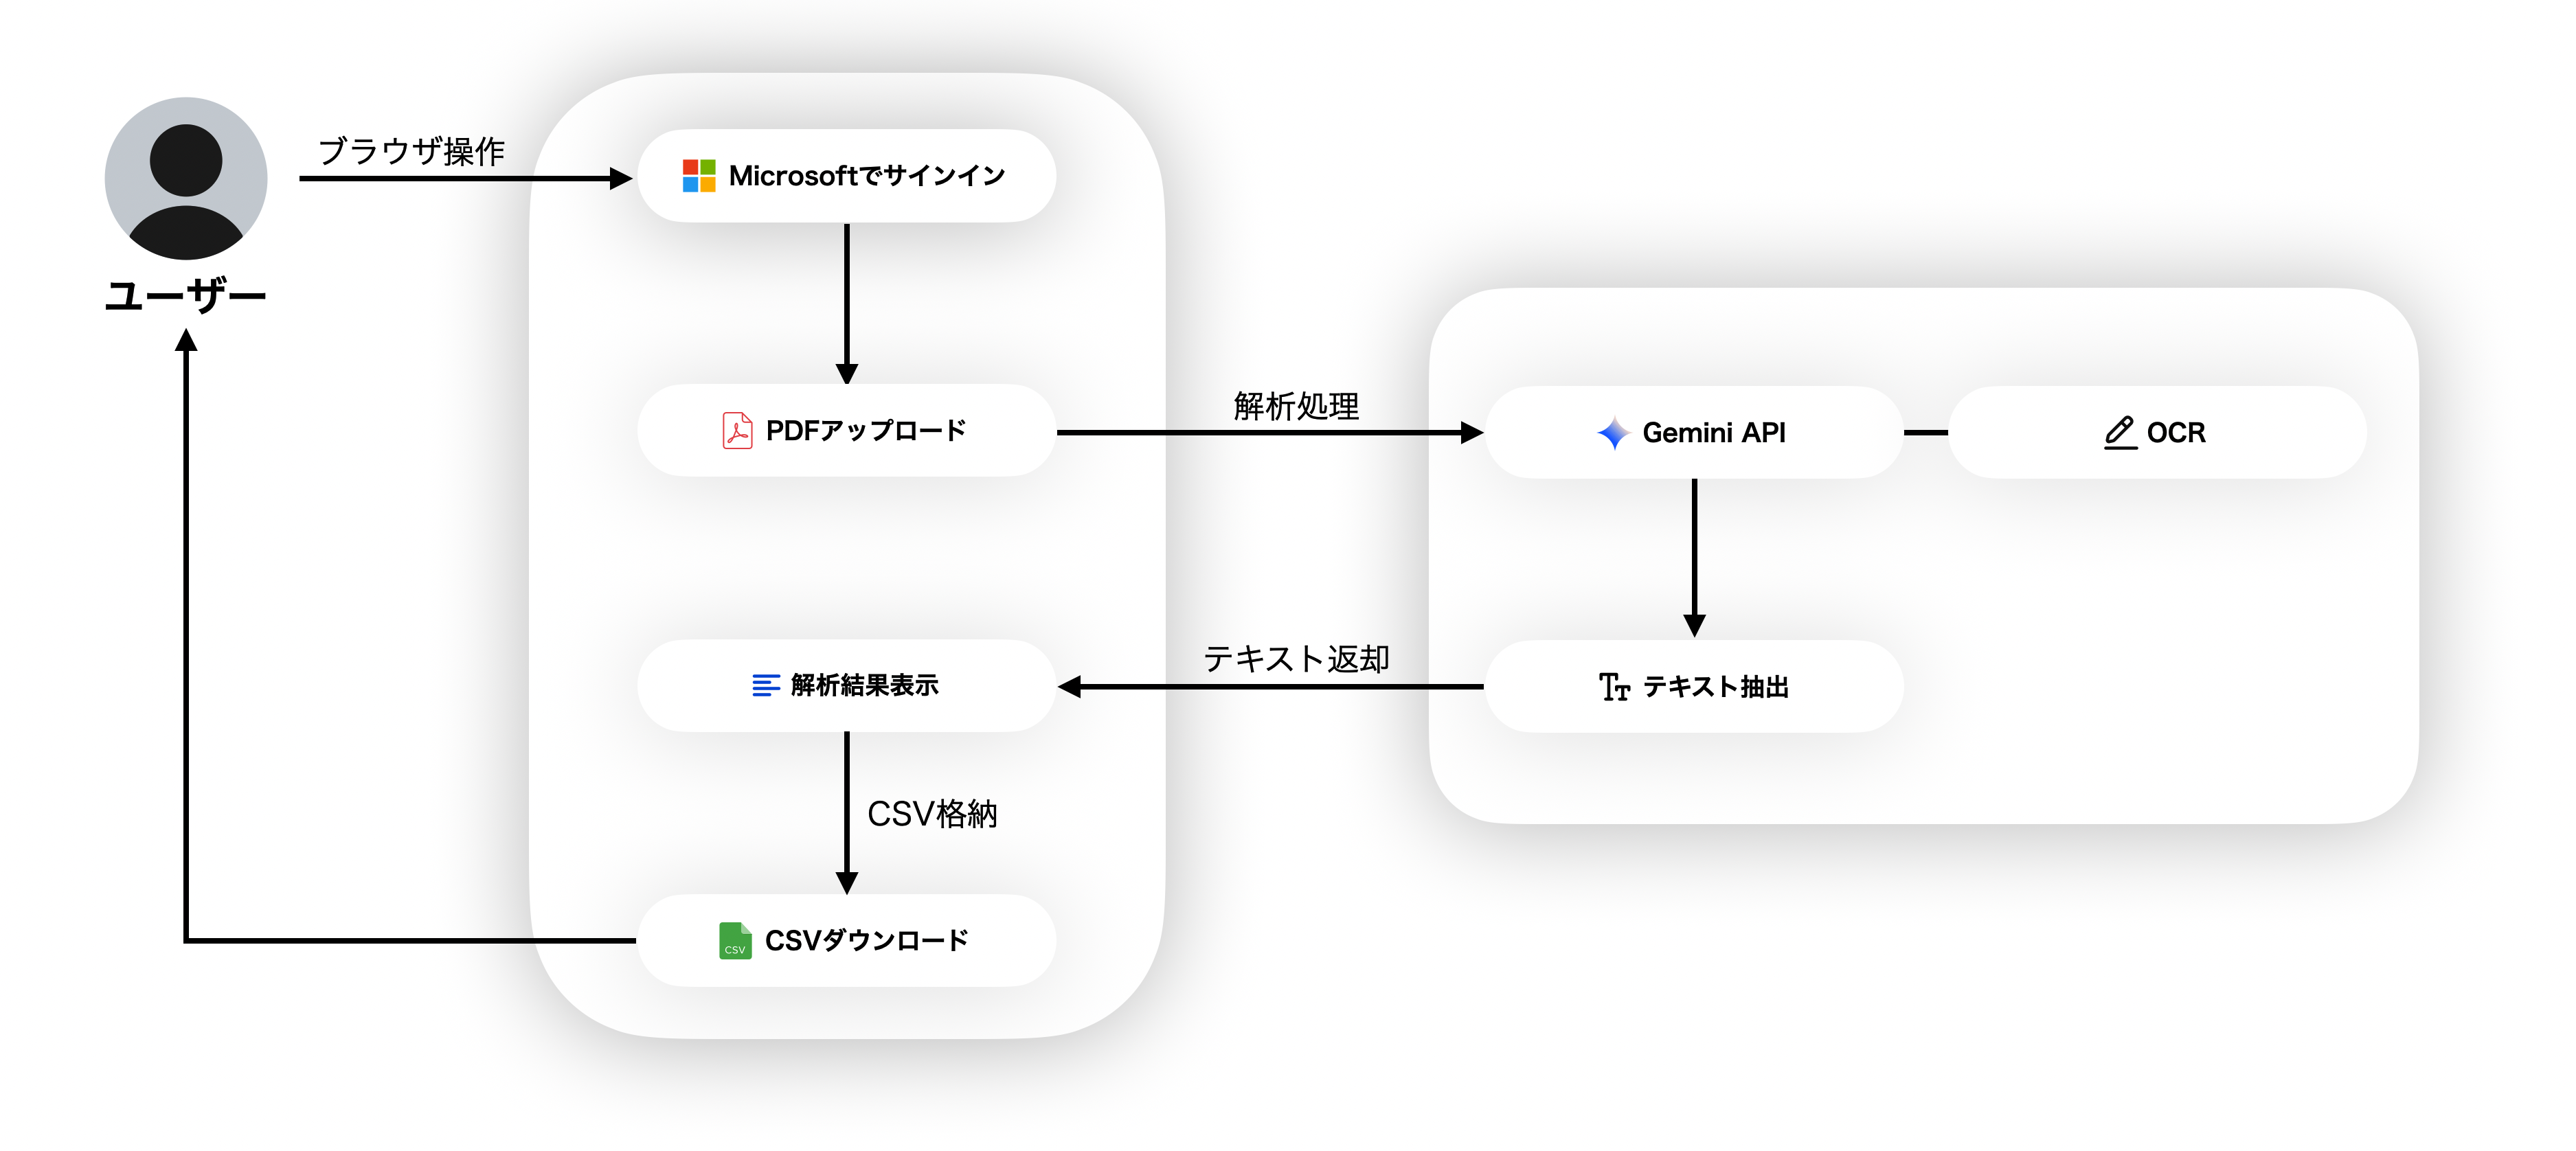 ブラウザ操作
Microsoftでサインイン
ユーザー
PDFアップロード
解析処理
Gemini API
OCR
解析結果表示
テキスト返却
テキスト抽出
CSV格納
CSV
CSVダウンロード